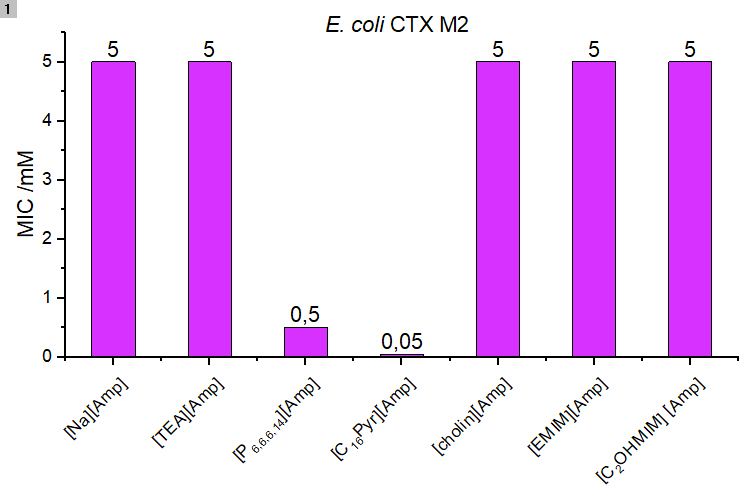 1
E. coli CTX M2
5 5 0,5 0,05 5 5 5
MIC /mM
5
4
3
2
1
0
[Na][Amp]
[TEA][Amp]
[P6,6,6,14][Amp]
[C16Pyr][Amp]
[cholin][Amp]
[EMIM][Amp]
[C2OHMIM] [Amp]